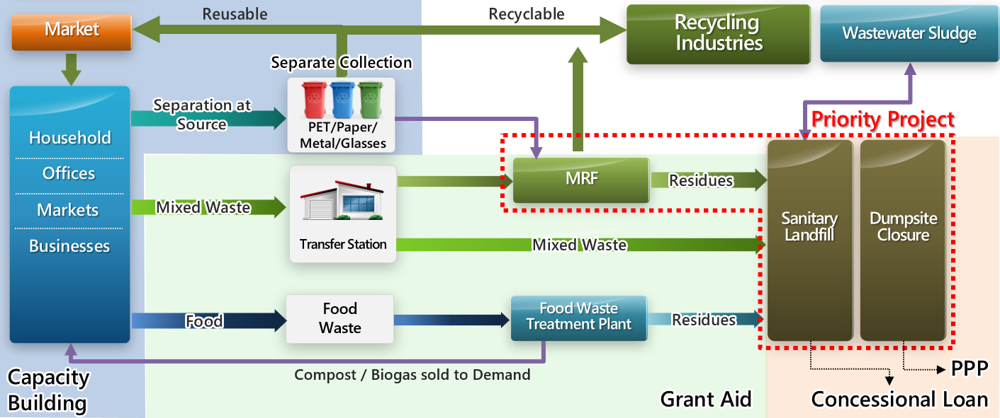 Reusable
Recyclable
Market
Recycling
Industries
Wastewater Sludge
Separate Collection
Separation at
Source
PET/Paper/
Metal/Glasses
Priority Project
Household
Offices
Markets
Businesses
MRF
Residues
Mixed Waste
Transfer Station
Mixed Waste
Sanitary
Landfill
Dumpsite
Closure
Food
Food
Waste
Food Waste
Treatment Plant
Residues
Compost / Biogas sold to Demand
Capacity
Building
Grant Aid
PPP
Concessional Loan